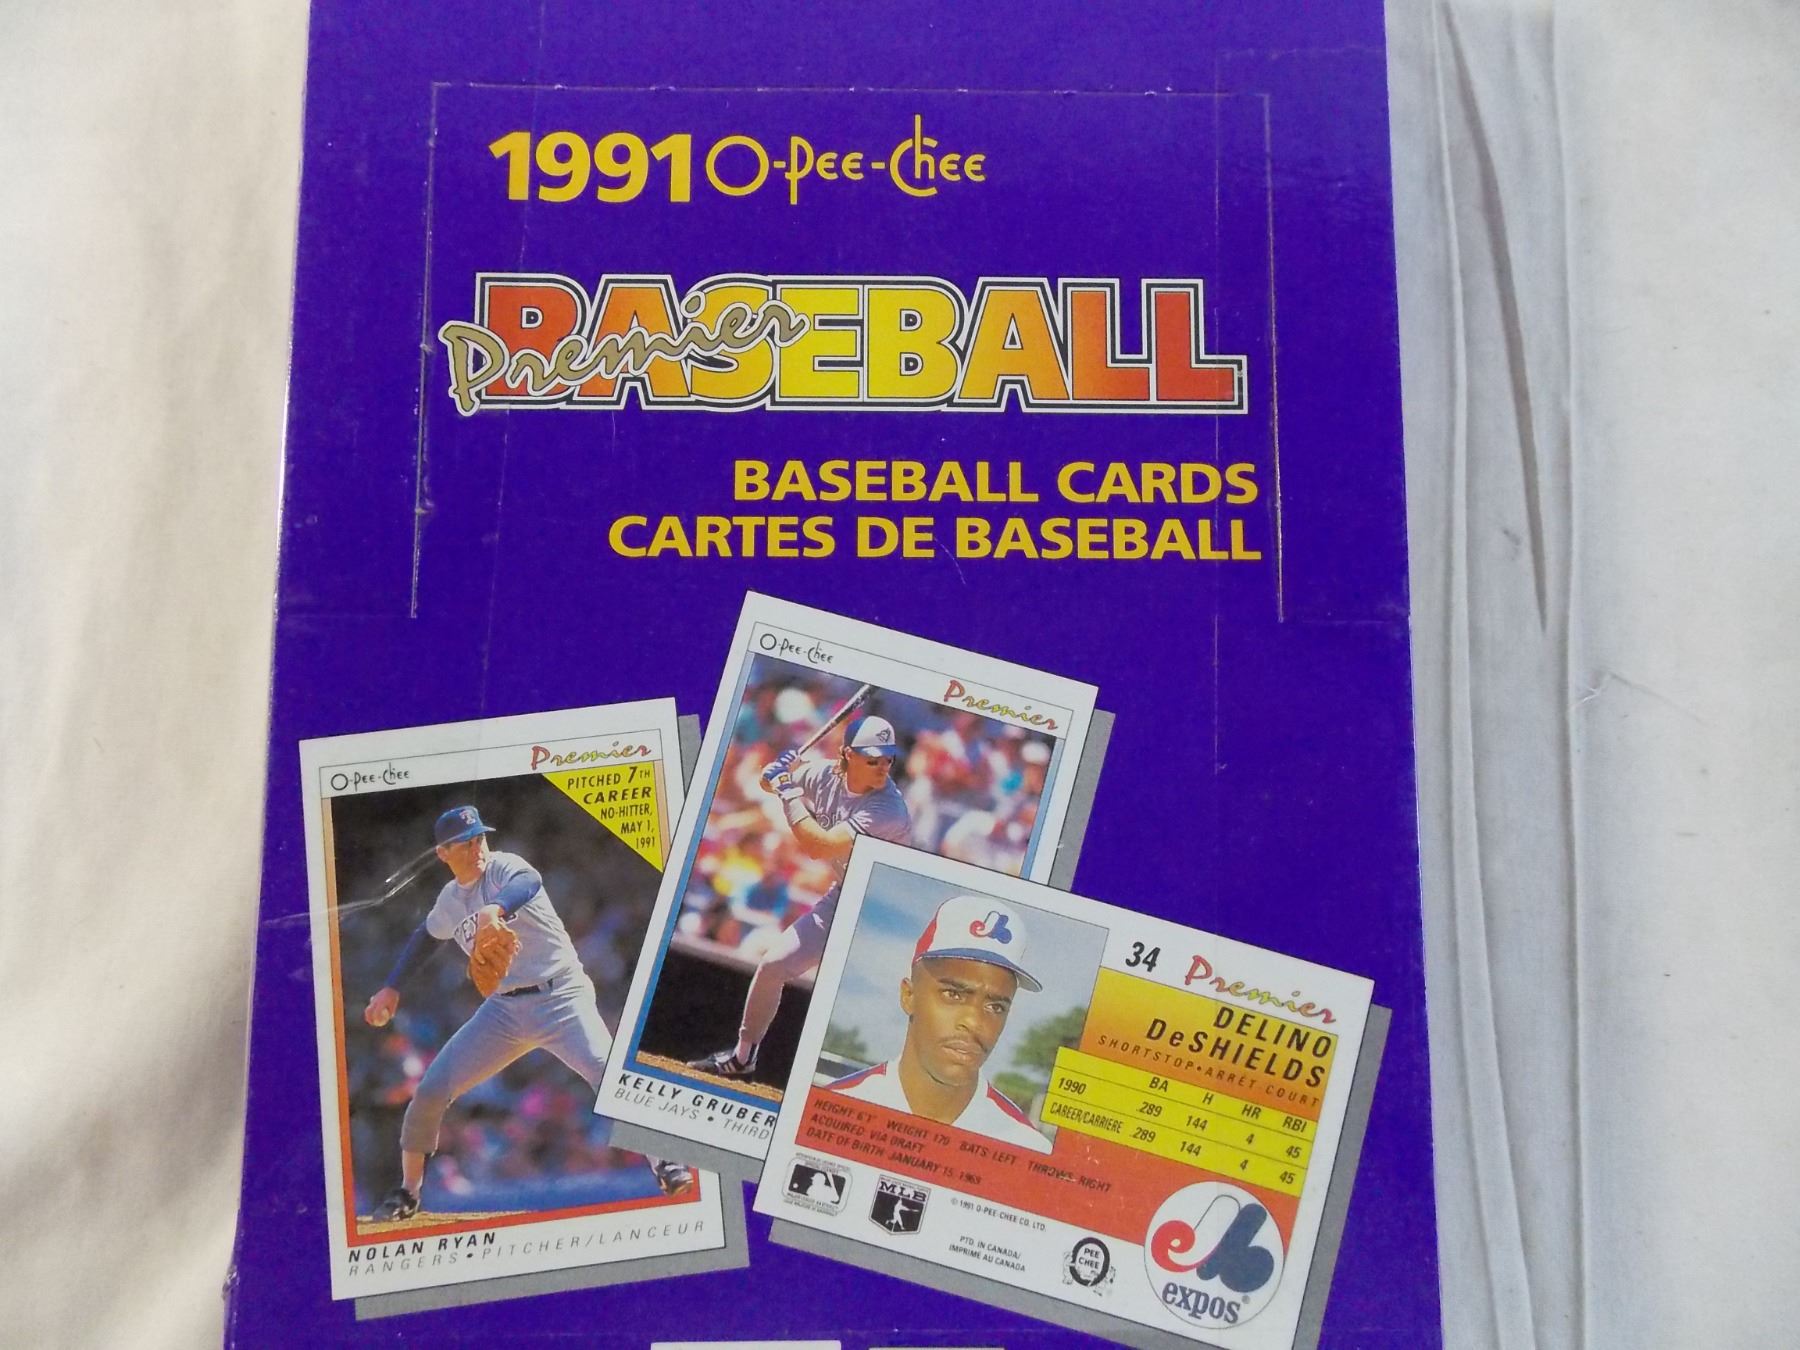 1991 O-Pee-Chee
Premier BASEBALL
BASEBALL CARDS
CARTES DE BASEBALL
O-Pee-Chee
Premier
PITCHED 7TH
CAREER
NO-HITTER,
MAY 1,
1991
NOLAN RYAN
RANGERS • PITCHER/LANCEUR
O-Pee-Chee
Premier
KELLY GRUBER
BLUE JAYS • THIRD
34 Premier
DELINO
DeSHIELDS
SHORTSTOP • ARRÊT COURT
BA H HR RBI
1990 .289 144 4 45
CAREER/CARRIÈRE .289 144 4 45
HEIGHT 6'1" WEIGHT 170 BATS LEFT THROWS RIGHT
ACQUIRED VIA DRAFT
DATE OF BIRTH JANUARY 15, 1969
MLB
© 1991 O-PEE-CHEE CO. LTD.
PTD. IN CANADA/
IMPRIMÉ AU CANADA
PEE
CHEE
expos